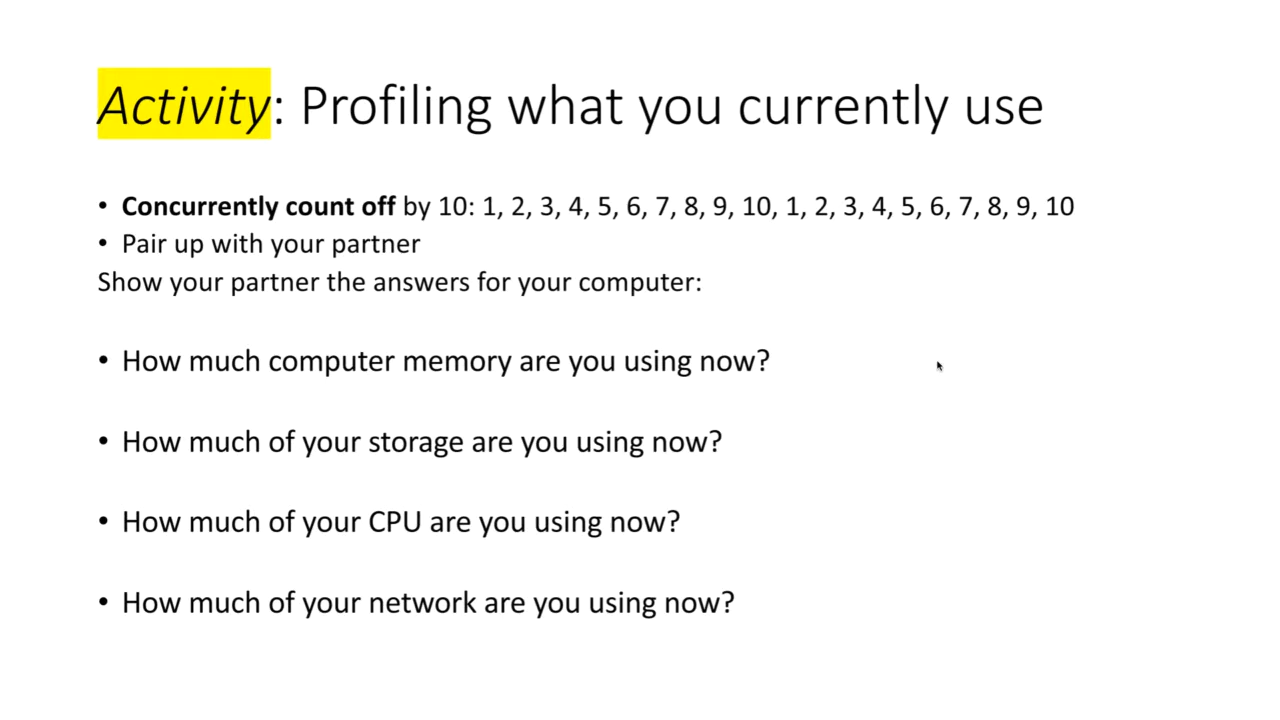 Activity: Profiling what you currently use
• Concurrently count off by 10: 1, 2, 3, 4, 5, 6, 7, 8, 9, 10, 1, 2, 3, 4, 5, 6, 7, 8, 9, 10
• Pair up with your partner
Show your partner the answers for your computer:
• How much computer memory are you using now?
• How much of your storage are you using now?
• How much of your CPU are you using now?
• How much of your network are you using now?